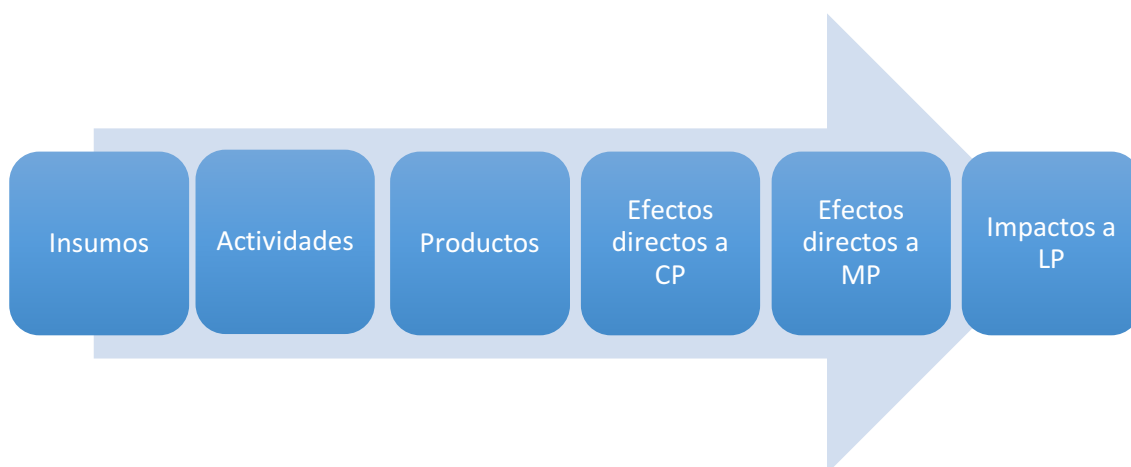 Insumos
Actividades
Productos
Efectos
directos a
CP
Efectos
directos a
MP
Impactos a
LP